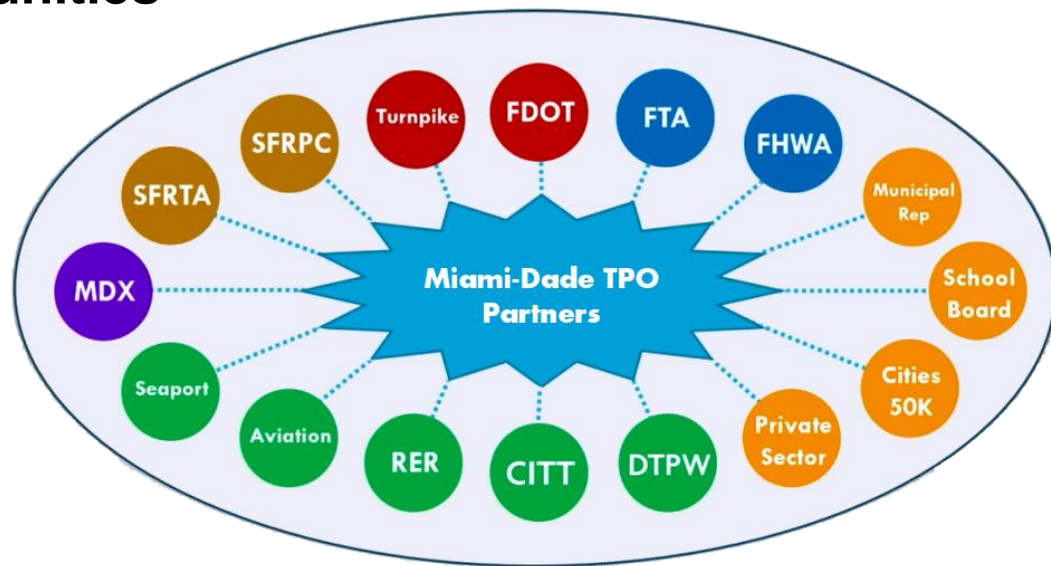 Turnpike
FDOT
FTA
SFRPC
FHWA
SFRTA
Municipal
Rep
MDX
Miami-Dade TPO
Partners
School
Board
Seaport
Cities
50K
Aviation
RER
CITT
DTPW
Private
Sector